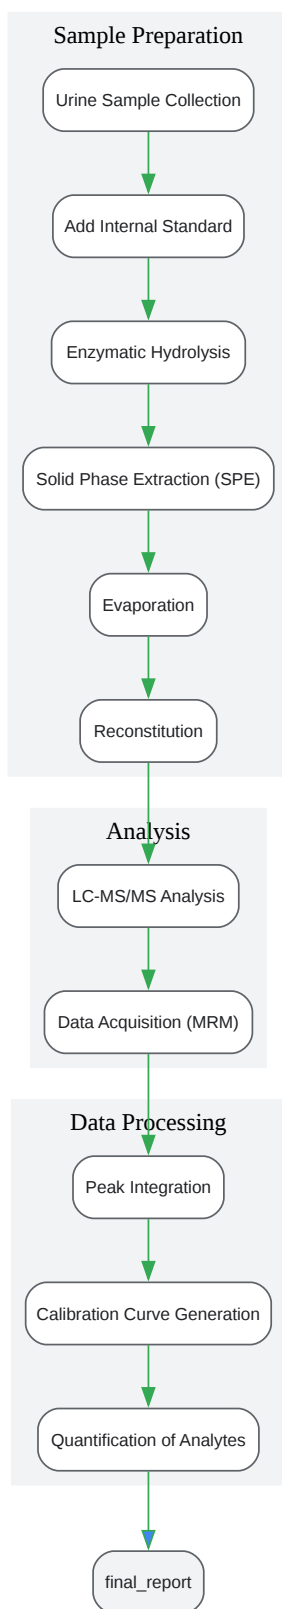 Sample Preparation
Urine Sample Collection
Add Internal Standard
Enzymatic Hydrolysis
Solid Phase Extraction (SPE)
Evaporation
Reconstitution
Analysis
LC-MS/MS Analysis
Data Acquisition (MRM)
Data Processing
Peak Integration
Calibration Curve Generation
Quantification of Analytes
final_report